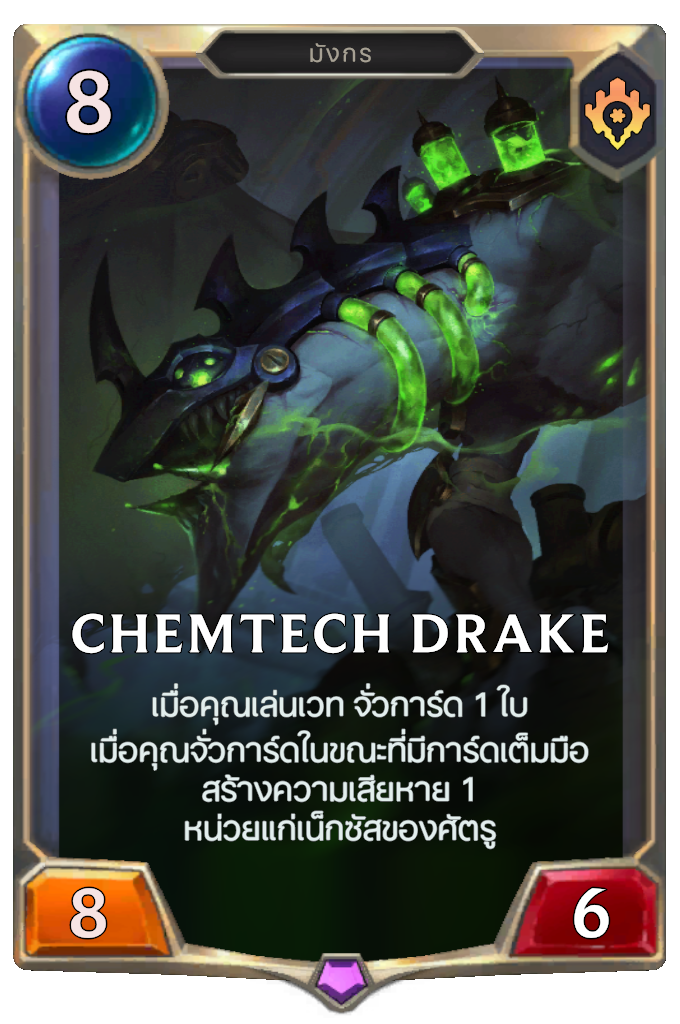 มังกร
8
CHEMTECH DRAKE
เมื่อคุณเล่นเวท จั่วการ์ด 1 ใบ
เมื่อคุณจั่วการ์ดในขณะที่มีการ์ดเต็มมือ
สร้างความเสียหาย 1
หน่วยแก่เน็กซัสของศัตรู
8
6